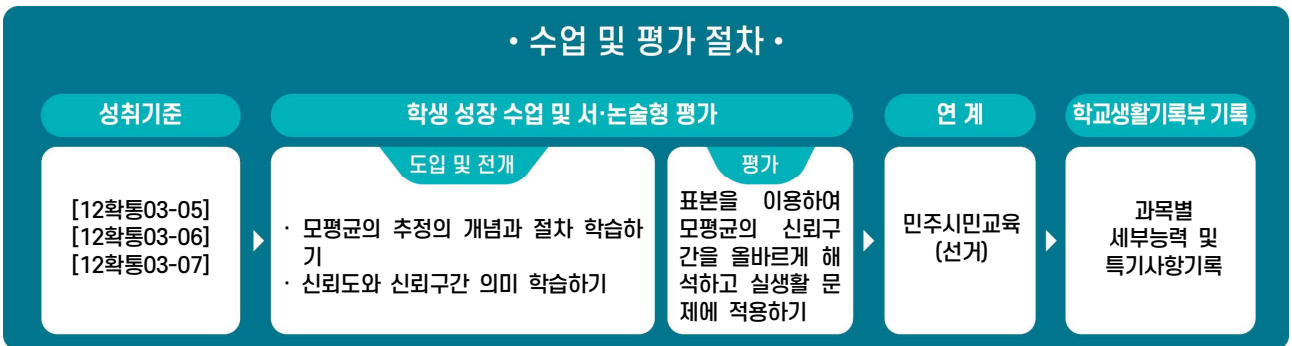 • 수업 및 평가 절차 •
성취기준
학생 성장 수업 및 서·논술형 평가
연 계
학교생활기록부 기록
도입 및 전개
평가
[12확통03-05]
[12확통03-06]
[12확통03-07]
· 모평균의 추정의 개념과 절차 학습하
기
· 신뢰도와 신뢰구간 의미 학습하기
표본을 이용하여
모평균의 신뢰구
간을 올바르게 해
석하고 실생활 문
제에 적용하기
민주시민교육
(선거)
과목별
세부능력 및
특기사항기록